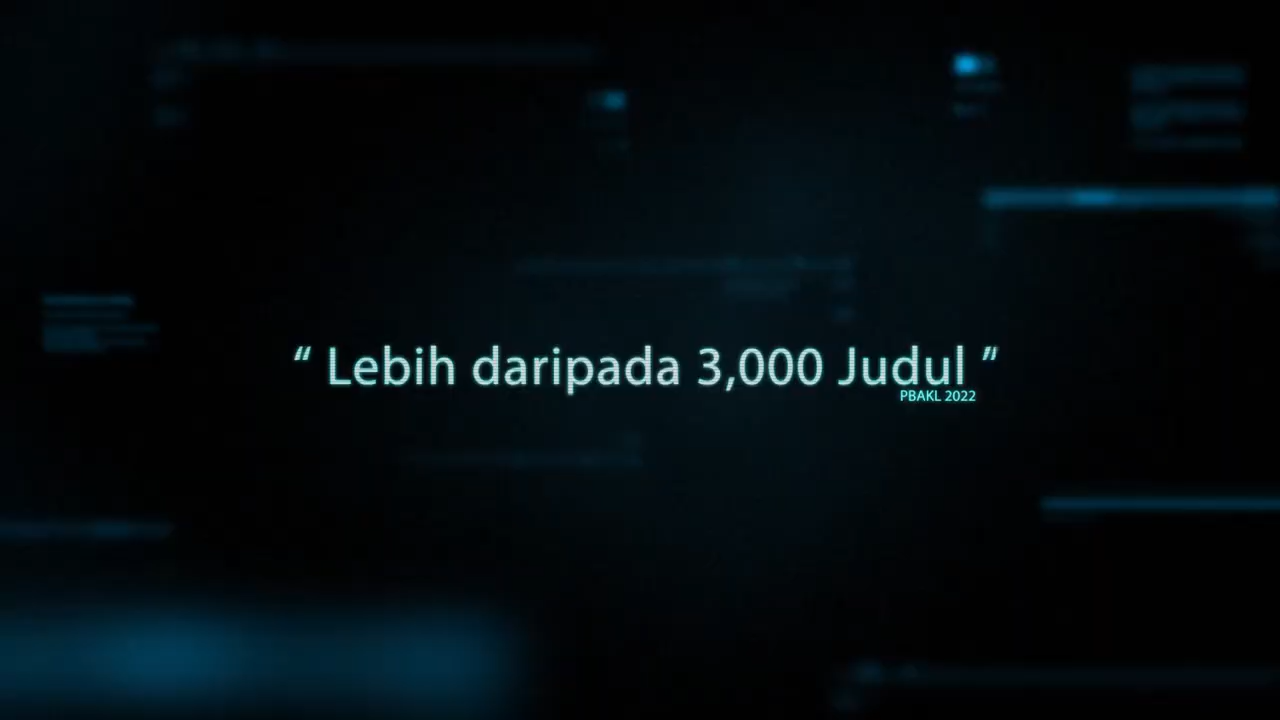 “ Lebih daripada 3,000 Judul ”
PBAKL 2022